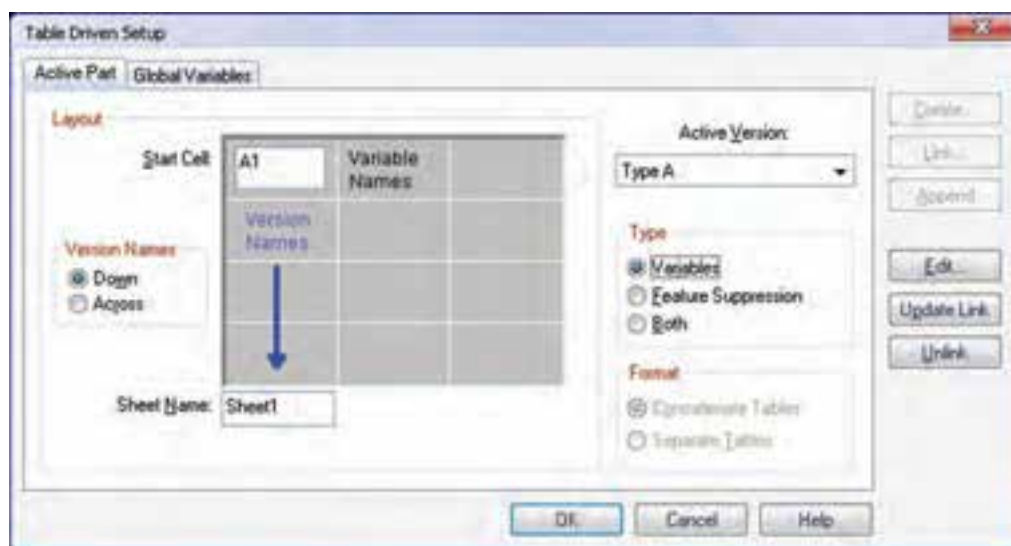 Table Driven Setup
Active Part
Global Variables
Layout
Start Cell:
A1
Variable
Names
Version
Names
Version Names
Down
Across
Sheet Name:
Sheet1
Active Version:
Type A
Type
Variables
Feature Suppression
Both
Format
Concatenate Tables
Separate Tables
Create...
Link...
Append
Edit...
Update Link
Unlink
OK
Cancel
Help